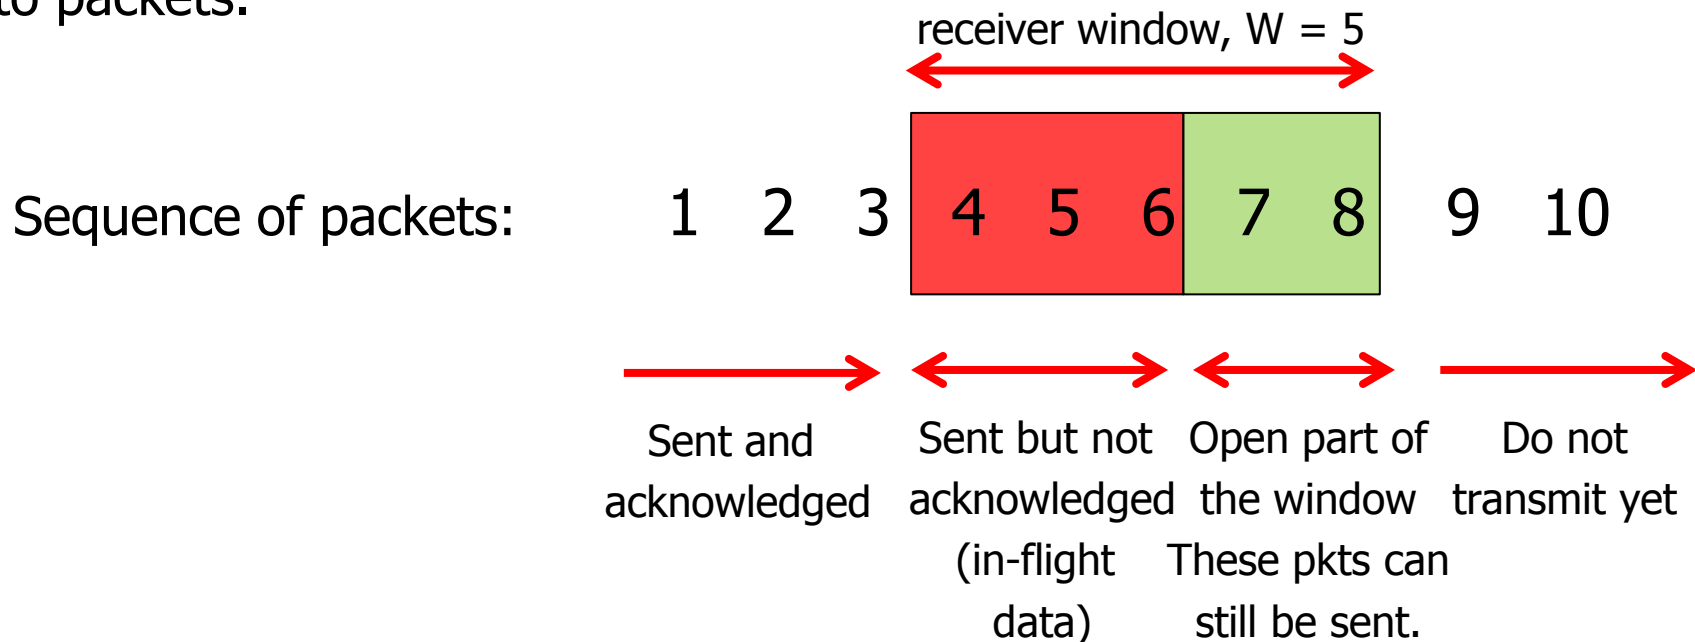 to packets.
receiver window, W = 5
Sequence of packets: 1 2 3 4 5 6 7 8 9 10
Sent and
acknowledged
Sent but not
acknowledged
(in-flight
data)
Open part of
the window
These pkts can
still be sent.
Do not
transmit yet